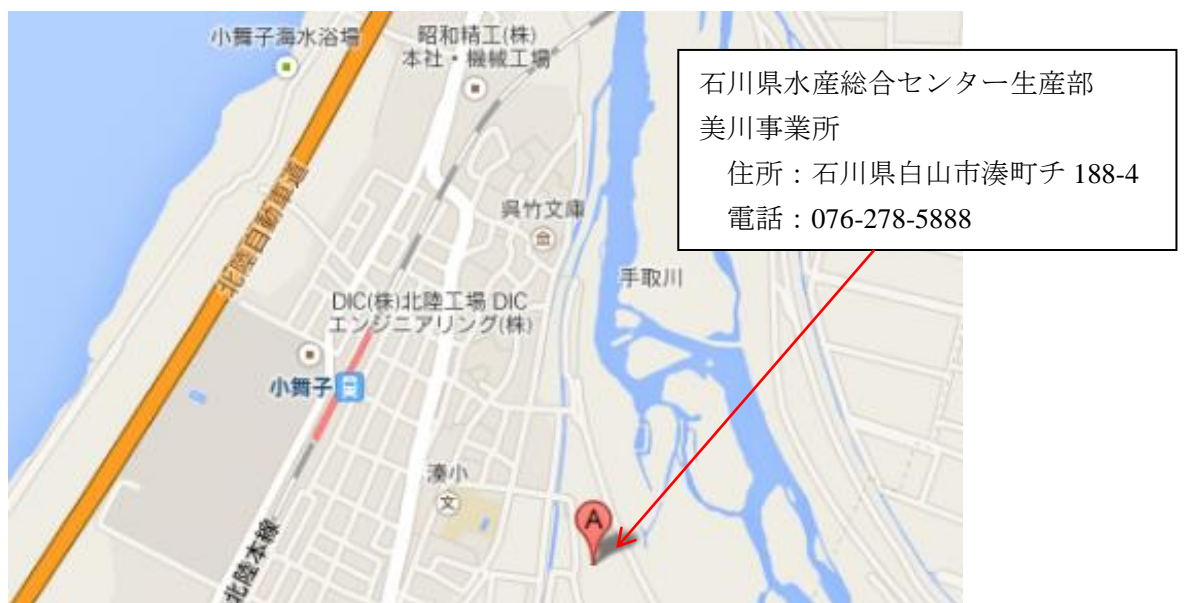 小舞子海水浴場
昭和精工(株)
本社・機械工場
石川県水産総合センター生産部
美川事業所
住所：石川県白山市湊町チ 188-4
電話：076-278-5888
北陸自動車道
呉竹文庫
手取川
DIC(株)北陸工場 DIC
エンジニアリング(株)
小舞子
湊小
文
A
北陸本線